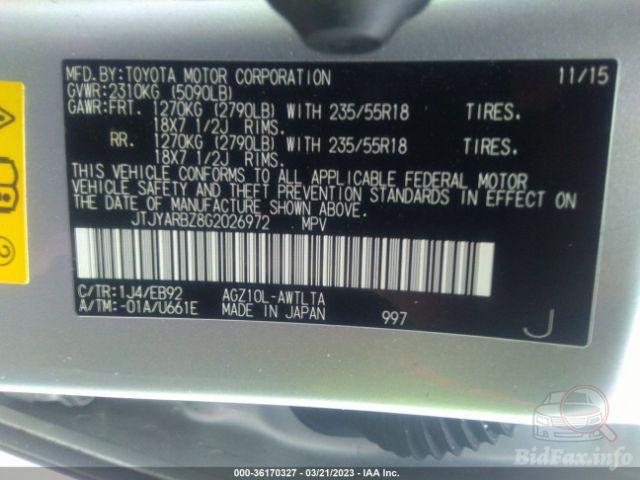 MFD.BY:TOYOTA MOTOR CORPORATION 11/15
GVWR:2310KG (5090LB)
GAWR:FRT. 1270KG (2790LB) WITH 235/55R18 TIRES.
18X7 1/2J RIMS.
RR. 1270KG (2790LB) WITH 235/55R18 TIRES.
18X7 1/2J RIMS.
THIS VEHICLE CONFORMS TO ALL APPLICABLE FEDERAL MOTOR
VEHICLE SAFETY AND THEFT PREVENTION STANDARDS IN EFFECT ON
THE DATE OF MANUFACTURE SHOWN ABOVE.
JTJYARBZ8G2026972 MPV
C/TR:1J4/EB92 AGZ10L-AWTLTA
A/TM:-01A/U661E MADE IN JAPAN 997 J
2
000-36170327 - 03/21/2023 - IAA Inc.
BidFax.info